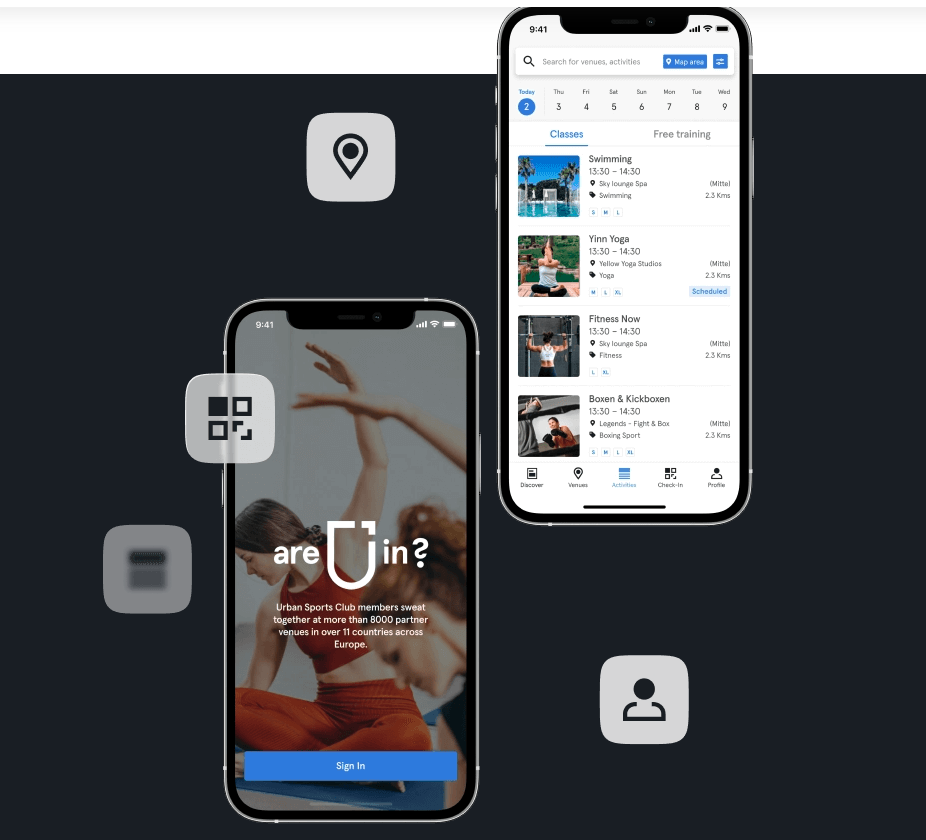 9:41
Search for venues, activities
Map area
Today Thu Fri Sat Sun Mon Tue Wed
2 3 4 5 6 7 8 9
Classes Free training
Swimming
13:30 – 14:30
Sky lounge Spa (Mitte)
Swimming 2.3 Kms
S M L
Yinn Yoga
13:30 – 14:30
Yellow Yoga Studios (Mitte)
Yoga 2.3 Kms
M L XL Scheduled
Fitness Now
13:30 – 14:30
Sky lounge Spa (Mitte)
Fitness 2.3 Kms
L XL
Boxen & Kickboxen
13:30 – 14:30
Legends - Fight & Box (Mitte)
Boxing Sport 2.3 Kms
S M L XL
Discover Venues Activities Check-In Profile
9:41
are U in?
Urban Sports Club members sweat
together at more than 8000 partner
venues in over 11 countries across
Europe.
Sign In